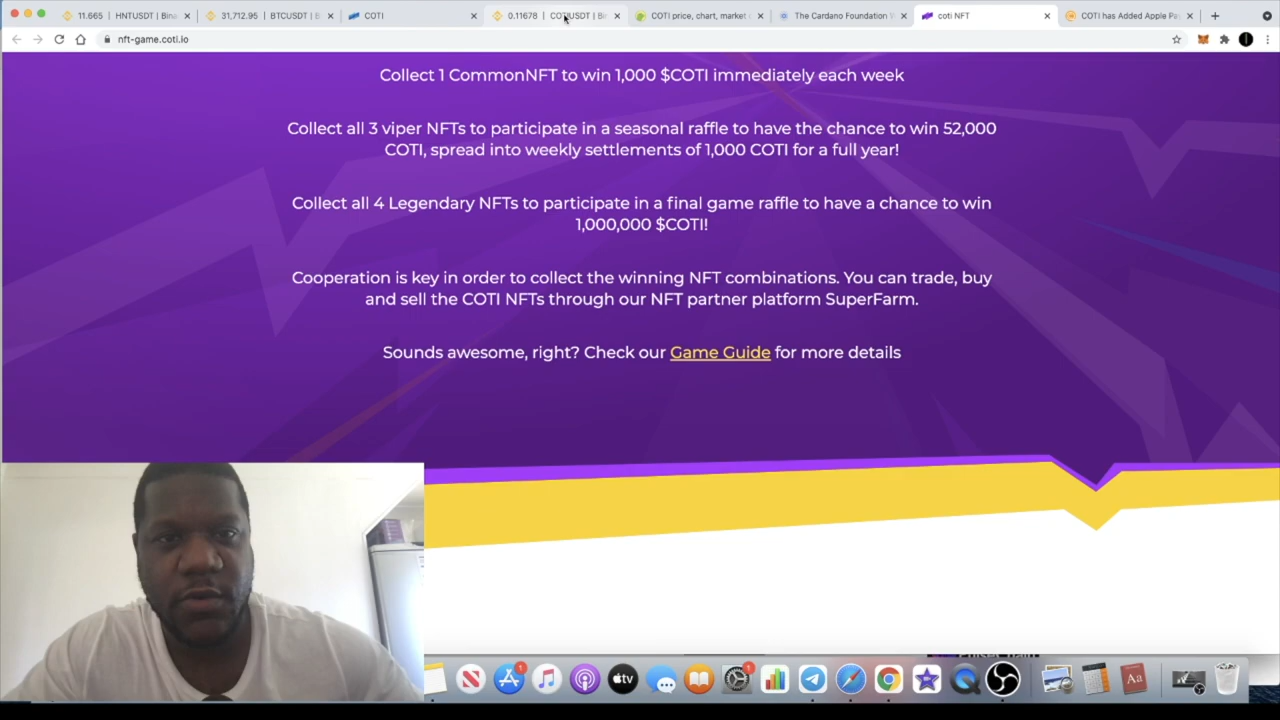 11.665 | HNTUSDT | Bina
31,712.95 | BTCUSDT | B
COTI
0.11678 | COTIUSDT | Bin
COTI price, chart, market c
The Cardano Foundation W
coti NFT
COTI has Added Apple Pay
nft-game.coti.io
Collect 1 CommonNFT to win 1,000 $COTI immediately each week
Collect all 3 viper NFTs to participate in a seasonal raffle to have the chance to win 52,000
COTI, spread into weekly settlements of 1,000 COTI for a full year!
Collect all 4 Legendary NFTs to participate in a final game raffle to have a chance to win
1,000,000 $COTI!
Cooperation is key in order to collect the winning NFT combinations. You can trade, buy
and sell the COTI NFTs through our NFT partner platform SuperFarm.
Sounds awesome, right? Check our Game Guide for more details
1
tv
1
Aa